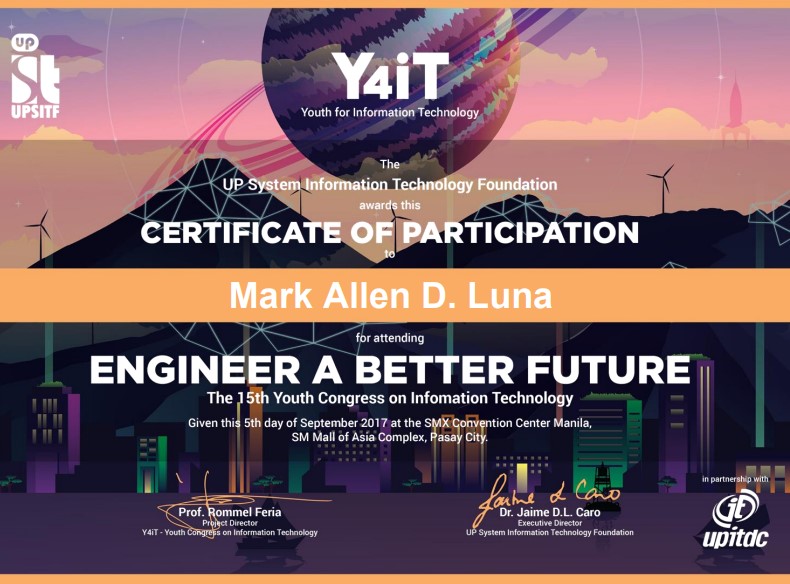 UP
St
UPSITF
Y4iT
Youth for Information Technology
The
UP System Information Technology Foundation
awards this
CERTIFICATE OF PARTICIPATION
to
Mark Allen D. Luna
for attending
ENGINEER A BETTER FUTURE
The 15th Youth Congress on Infomation Technology
Given this 5th day of September 2017 at the SMX Convention Center Manila,
SM Mall of Asia Complex, Pasay City.
Prof. Rommel Feria
Project Director
Y4iT - Youth Congress on Information Technology
Jaime d Caro
Dr. Jaime D.L. Caro
Executive Director
UP System Information Technology Foundation
in partnership with
it
upitdc